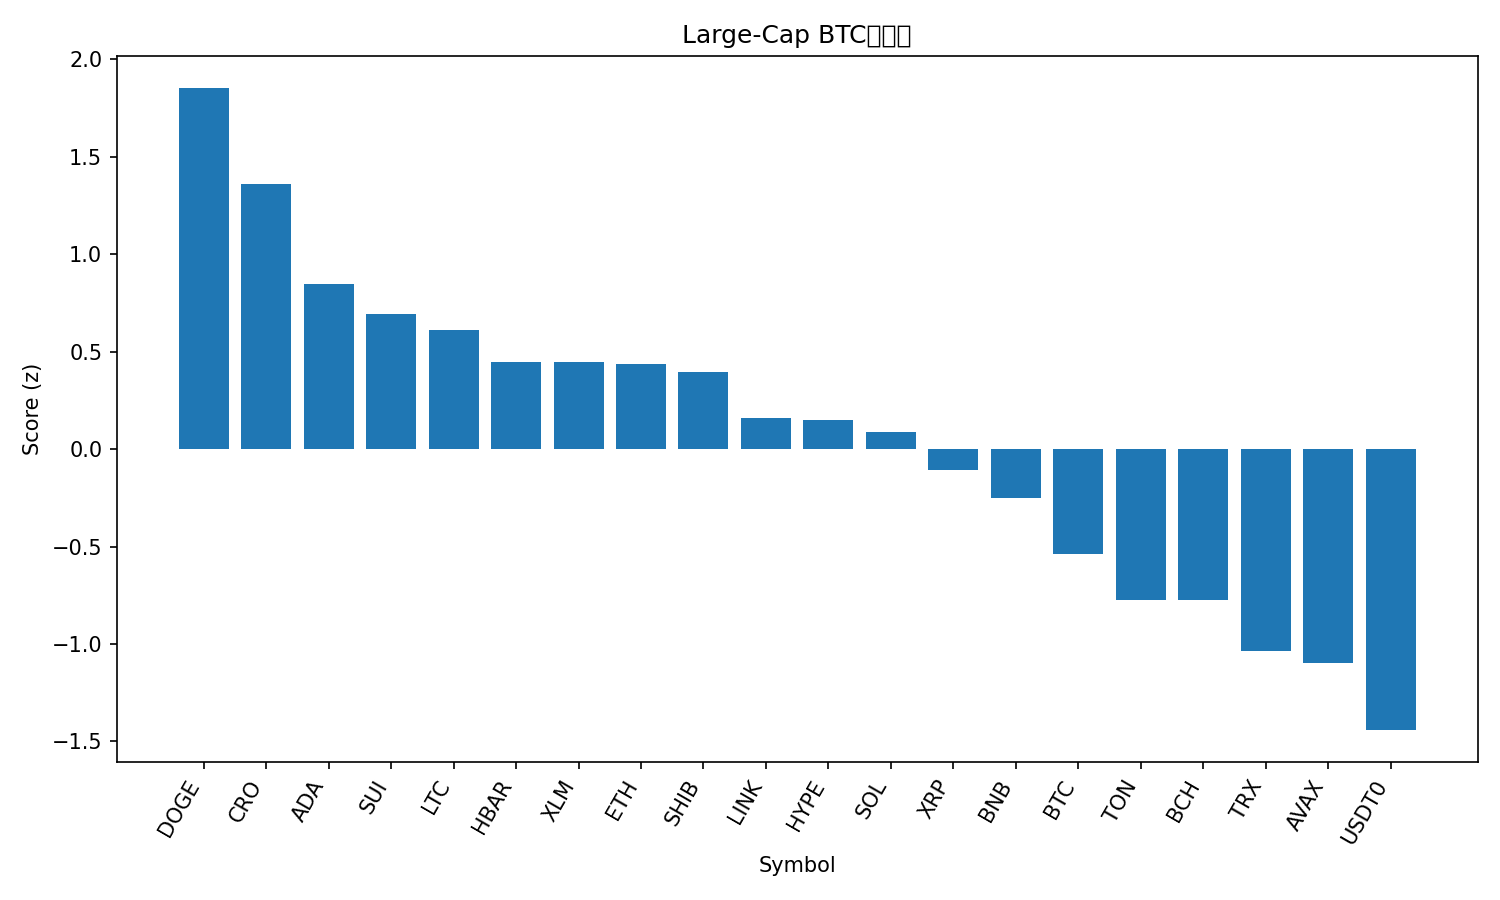 Large-Cap BTC
2.0
1.5
1.0
0.5
0.0
−0.5
−1.0
−1.5
Score (z)
DOGE
CRO
ADA
SUI
LTC
HBAR
XLM
ETH
SHIB
LINK
HYPE
SOL
XRP
BNB
BTC
TON
BCH
TRX
AVAX
USDT0
Symbol